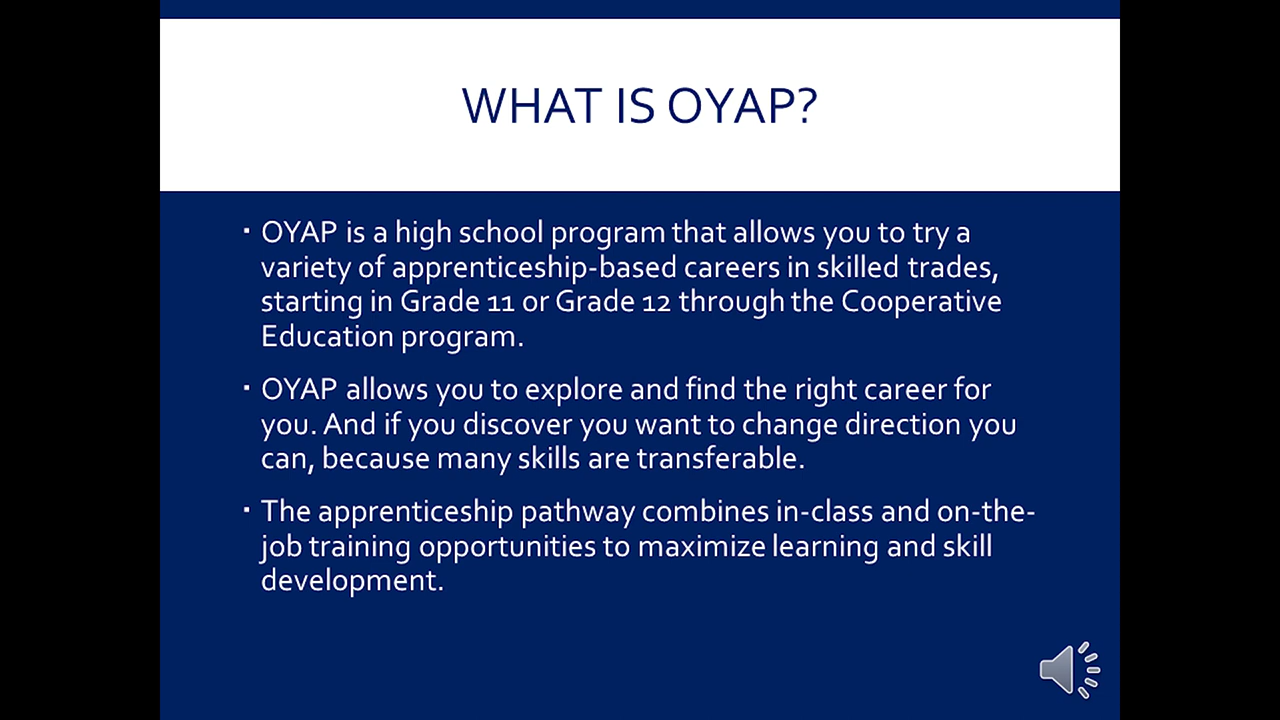 WHAT IS OYAP?
▪ OYAP is a high school program that allows you to try a
variety of apprenticeship-based careers in skilled trades,
starting in Grade 11 or Grade 12 through the Cooperative
Education program.
▪ OYAP allows you to explore and find the right career for
you. And if you discover you want to change direction you
can, because many skills are transferable.
▪ The apprenticeship pathway combines in-class and on-the-
job training opportunities to maximize learning and skill
development.